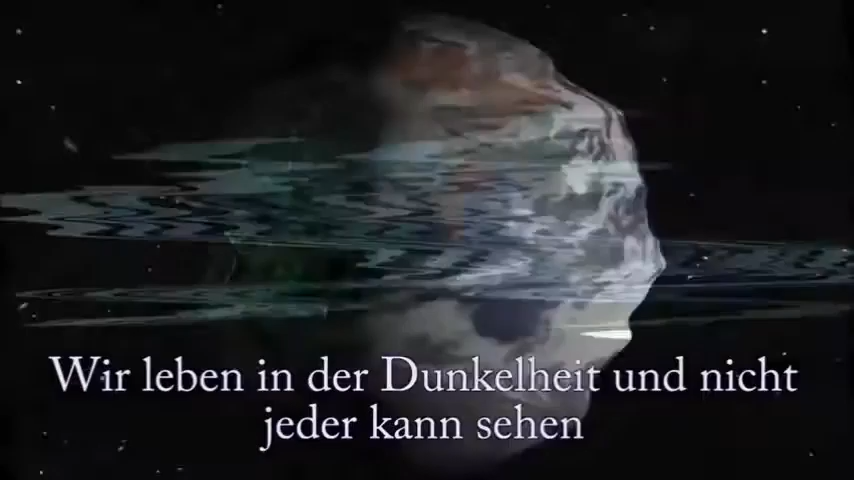 Wir leben in der Dunkelheit und nicht
jeder kann sehen